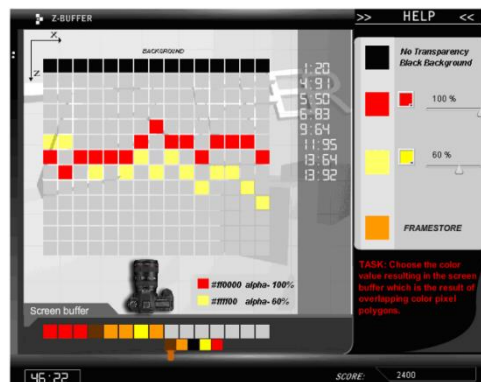 Z-BUFFER
>> HELP <<
X
Z
BACKGROUND
1:20
4:91
5:50
6:83
9:64
11:95
13:64
13:92
No Transparency
Black Background
100 %
60 %
FRAMESTORE
TASK: Choose the color
value resulting in the screen
buffer which is the result of
overlapping color pixel
polygons.
#ff0000 alpha- 100%
#ffff00 alpha- 60%
Screen buffer
46:22
SCORE: 2400